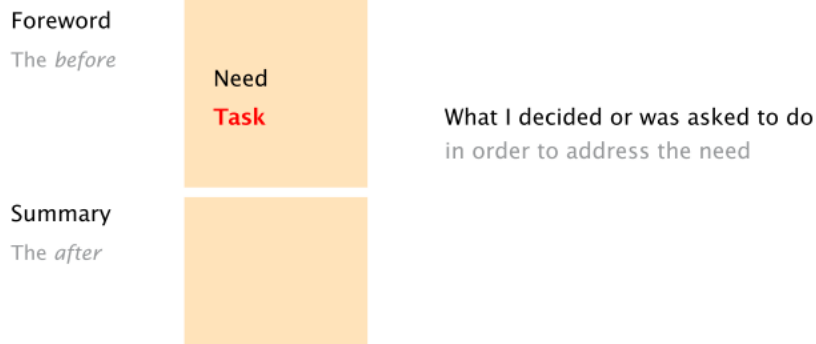 Foreword
The before
Need
Task
What I decided or was asked to do
in order to address the need
Summary
The after